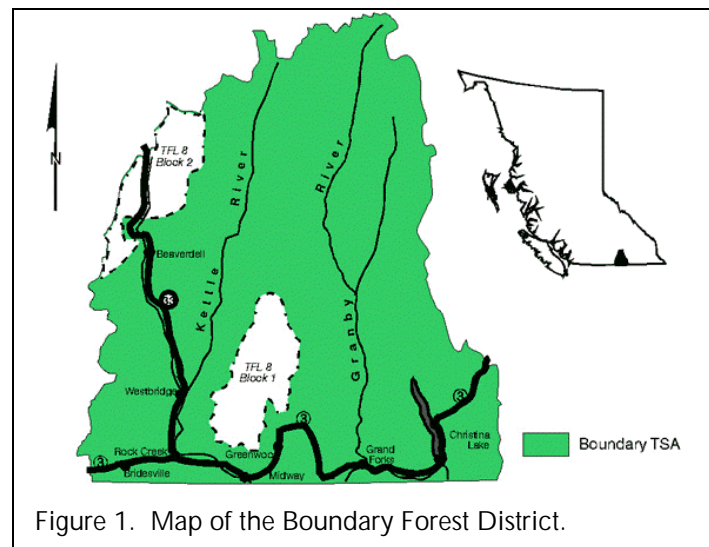 N
TFL 8
Block 2
Kettle River
River
Granby
Beaverdell
TFL 8
Block 1
Westbridge
3
3
3
Rock Creek
Bridesville
Greenwoo
Midway
Grand
Forks
Christina
Lake
Boundary TSA
Figure 1. Map of the Boundary Forest District.